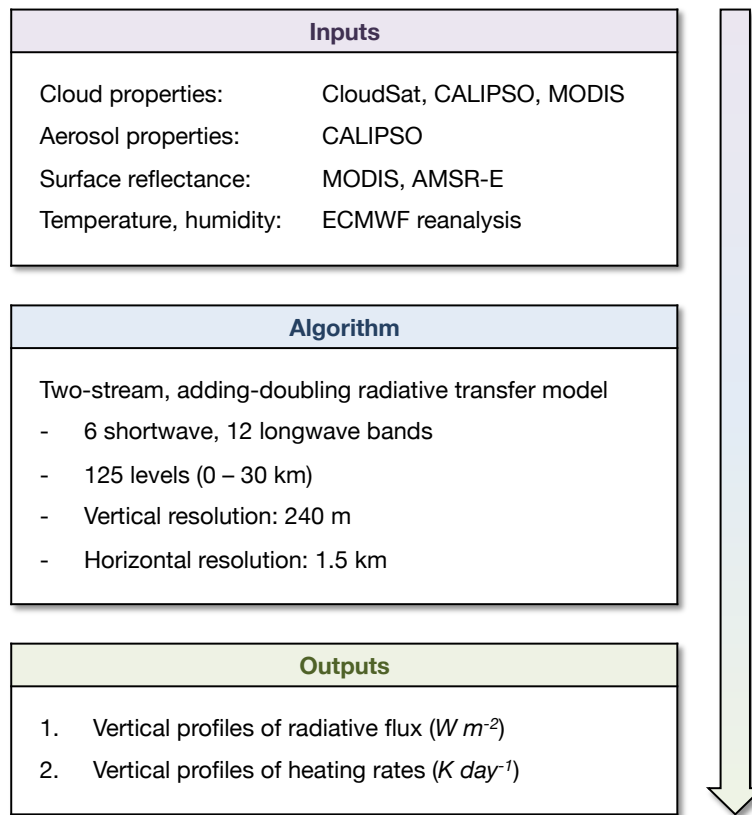 Inputs
Cloud properties: CloudSat, CALIPSO, MODIS
Aerosol properties: CALIPSO
Surface reflectance: MODIS, AMSR-E
Temperature, humidity: ECMWF reanalysis
Algorithm
Two-stream, adding-doubling radiative transfer model
- 6 shortwave, 12 longwave bands
- 125 levels (0 – 30 km)
- Vertical resolution: 240 m
- Horizontal resolution: 1.5 km
Outputs
1. Vertical profiles of radiative flux (W m⁻²)
2. Vertical profiles of heating rates (K day⁻¹)